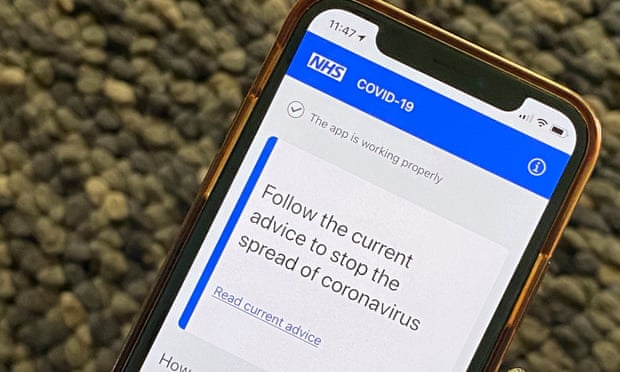 11:47
NHS
COVID-19
The app is working properly
Follow the current
advice to stop the
spread of coronavirus
Read current advice
How